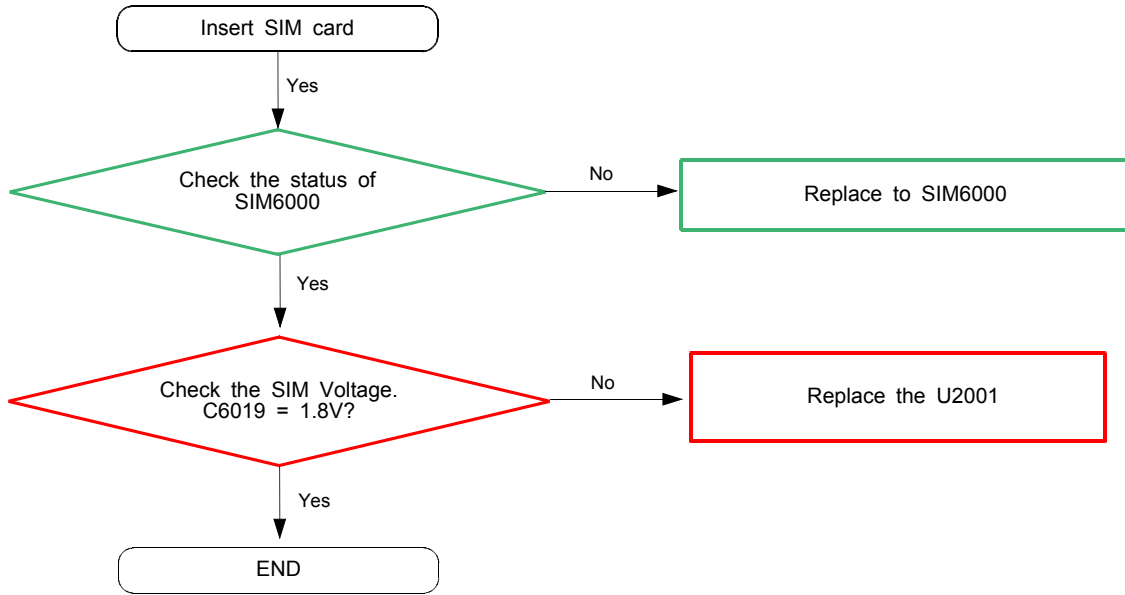 Insert SIM card
Yes
Check the status of
SIM6000
No
Replace to SIM6000
Yes
Check the SIM Voltage.
C6019 = 1.8V?
No
Replace the U2001
Yes
END